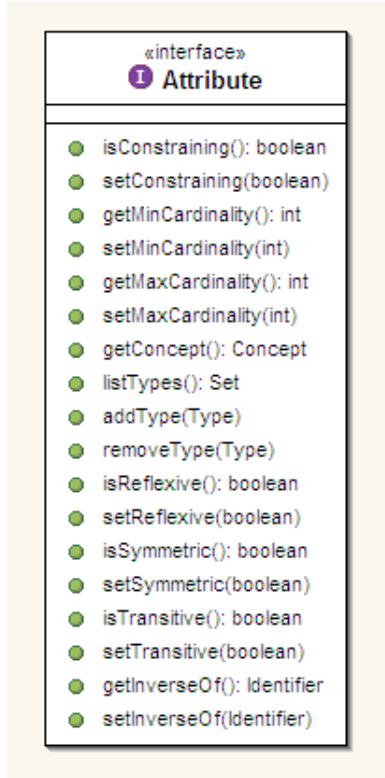 «interface»
I Attribute
isConstraining(): boolean
setConstraining(boolean)
getMinCardinality(): int
setMinCardinality(int)
getMaxCardinality(): int
setMaxCardinality(int)
getConcept(): Concept
listTypes(): Set
addType(Type)
removeType(Type)
isReflexive(): boolean
setReflexive(boolean)
isSymmetric(): boolean
setSymmetric(boolean)
isTransitive(): boolean
setTransitive(boolean)
getInverseOf(): Identifier
setInverseOf(Identifier)